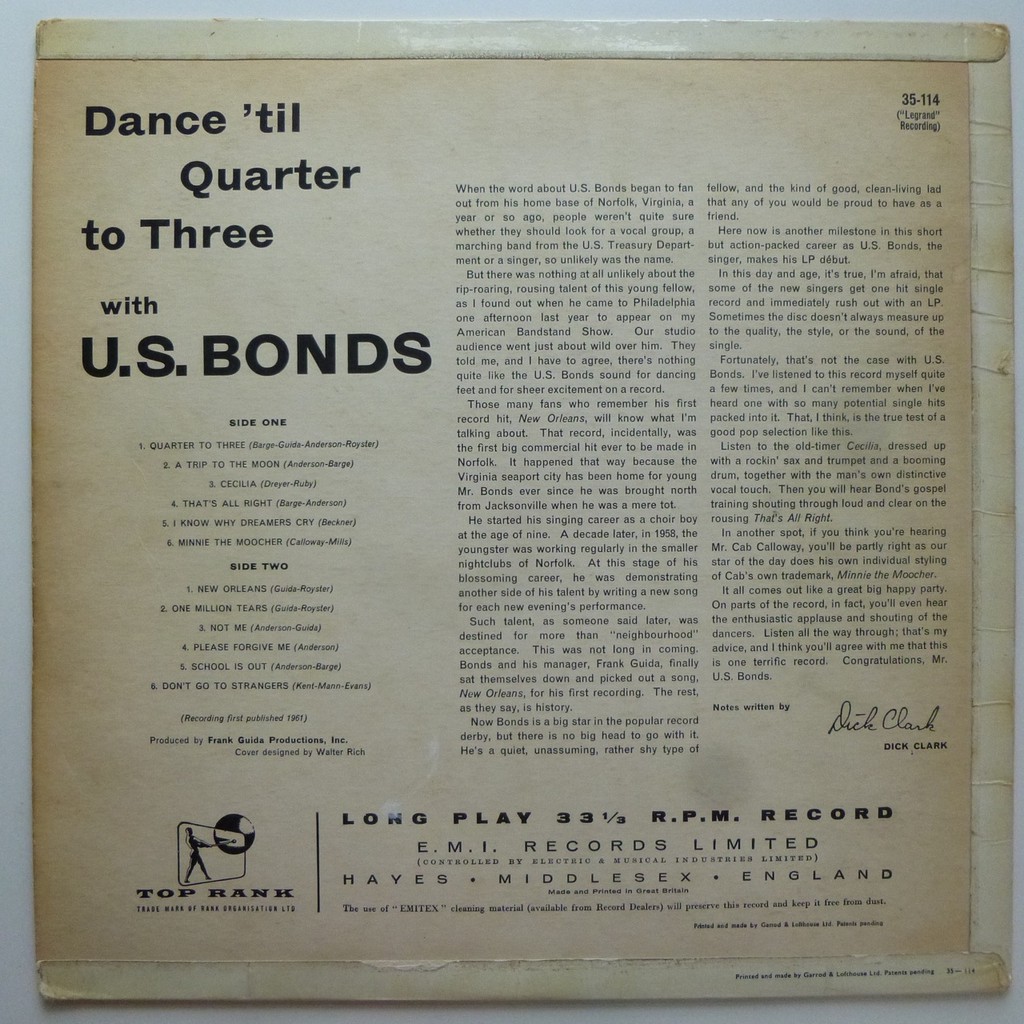 Dance 'til
Quarter
to Three
with
U.S. BONDS
SIDE ONE
1. QUARTER TO THREE (Barge-Guida-Anderson-Royster)
2. A TRIP TO THE MOON (Anderson-Barge)
3. CECILIA (Dreyer-Ruby)
4. THAT'S ALL RIGHT (Barge-Anderson)
5. I KNOW WHY DREAMERS CRY (Beckner)
6. MINNIE THE MOOCHER (Calloway-Mills)
SIDE TWO
1. NEW ORLEANS (Guida-Royster)
2. ONE MILLION TEARS (Guida-Royster)
3. NOT ME (Anderson-Guida)
4. PLEASE FORGIVE ME (Anderson)
5. SCHOOL IS OUT (Anderson-Barge)
6. DON'T GO TO STRANGERS (Kent-Mann-Evans)
(Recording first published 1961)
Produced by Frank Guida Productions, Inc.
Cover designed by Walter Rich
35-114
("Legrand"
Recording)
When the word about U.S. Bonds began to fan
out from his home base of Norfolk, Virginia, a
year or so ago, people weren't quite sure
whether they should look for a vocal group, a
marching band from the U.S. Treasury Depart-
ment or a singer, so unlikely was the name.
But there was nothing at all unlikely about the
rip-roaring, rousing talent of this young fellow,
as I found out when he came to Philadelphia
one afternoon last year to appear on my
American Bandstand Show. Our studio
audience went just about wild over him. They
told me, and I have to agree, there's nothing
quite like the U.S. Bonds sound for dancing
feet and for sheer excitement on a record.
Those many fans who remember his first
record hit, New Orleans, will know what I'm
talking about. That record, incidentally, was
the first big commercial hit ever to be made in
Norfolk. It happened that way because the
Virginia seaport city has been home for young
Mr. Bonds ever since he was brought north
from Jacksonville when he was a mere tot.
He started his singing career as a choir boy
at the age of nine. A decade later, in 1958, the
youngster was working regularly in the smaller
nightclubs of Norfolk. At this stage of his
blossoming career, he was demonstrating
another side of his talent by writing a new song
for each new evening's performance.
Such talent, as someone said later, was
destined for more than "neighbourhood"
acceptance. This was not long in coming.
Bonds and his manager, Frank Guida, finally
sat themselves down and picked out a song,
New Orleans, for his first recording. The rest,
as they say, is history.
Now Bonds is a big star in the popular record
derby, but there is no big head to go with it.
He's a quiet, unassuming, rather shy type of
fellow, and the kind of good, clean-living lad
that any of you would be proud to have as a
friend.
Here now is another milestone in this short
but action-packed career as U.S. Bonds, the
singer, makes his LP début.
In this day and age, it's true, I'm afraid, that
some of the new singers get one hit single
record and immediately rush out with an LP.
Sometimes the disc doesn't always measure up
to the quality, the style, or the sound, of the
single.
Fortunately, that's not the case with U.S.
Bonds. I've listened to this record myself quite
a few times, and I can't remember when I've
heard one with so many potential single hits
packed into it. That, I think, is the true test of a
good pop selection like this.
Listen to the old-timer Cecilia, dressed up
with a rockin' sax and trumpet and a booming
drum, together with the man's own distinctive
vocal touch. Then you will hear Bond's gospel
training shouting through loud and clear on the
rousing That's All Right.
In another spot, if you think you're hearing
Mr. Cab Calloway, you'll be partly right as our
star of the day does his own individual styling
of Cab's own trademark, Minnie the Moocher.
It all comes out like a great big happy party.
On parts of the record, in fact, you'll even hear
the enthusiastic applause and shouting of the
dancers. Listen all the way through; that's my
advice, and I think you'll agree with me that this
is one terrific record. Congratulations, Mr.
U.S. Bonds.
Notes written by
Dick Clark
DICK CLARK
TOP RANK
TRADE MARK OF RANK ORGANISATION LTD
LONG PLAY 33⅓ R.P.M. RECORD
E.M.I. RECORDS LIMITED
(CONTROLLED BY ELECTRIC & MUSICAL INDUSTRIES LIMITED)
HAYES • MIDDLESEX • ENGLAND
Made and Printed in Great Britain
The use of "EMITEX" cleaning material (available from Record Dealers) will preserve this record and keep it free from dust.
Printed and made by Garrod & Lofthouse Ltd. Patents pending
Printed and made by Garrod & Lofthouse Ltd. Patents pending 35—114